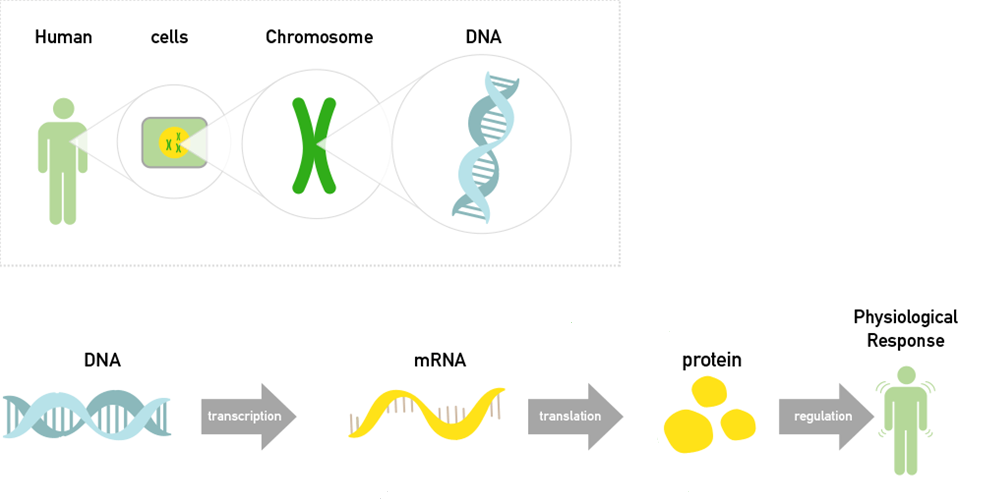 Human cells Chromosome DNA
Physiological
Response
DNA mRNA protein
transcription translation regulation